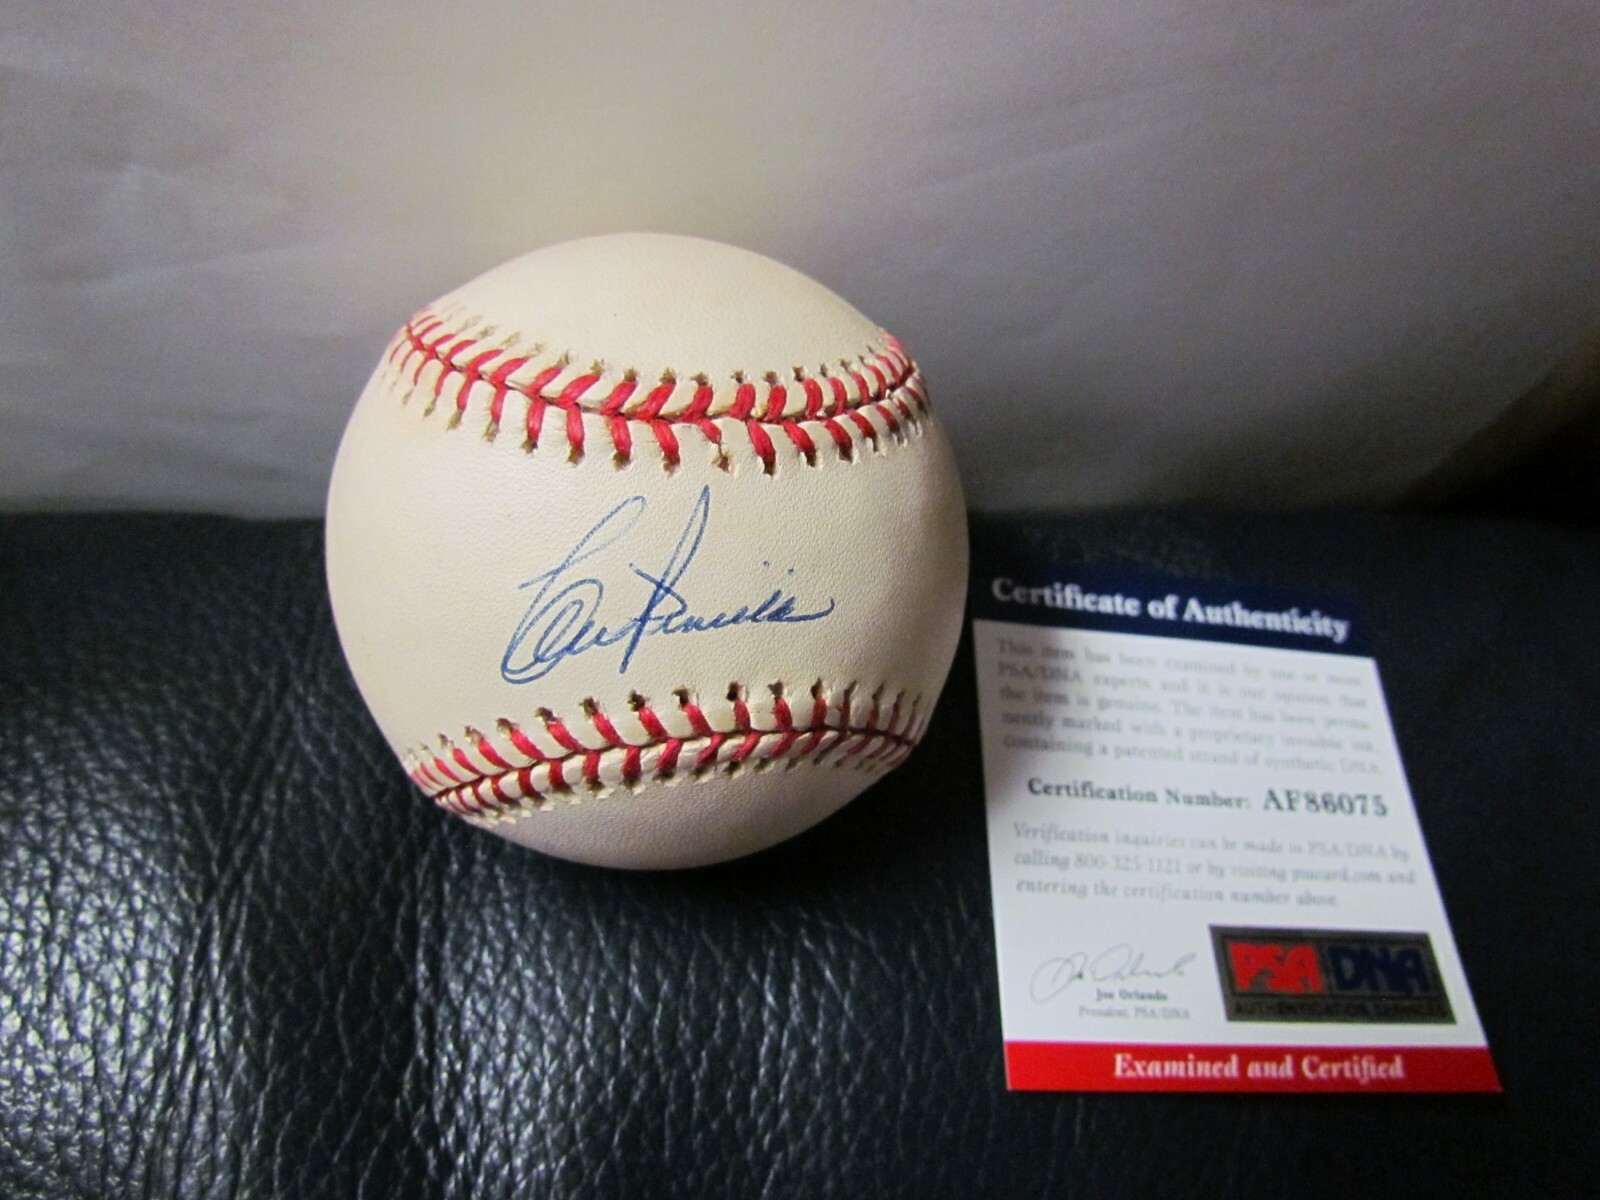 Certificate of Authenticity
This item has been examined by one or more
PSA/DNA experts and it is our opinion that
the item is genuine. The item has been perma-
nently marked with a proprietary invisible ink,
containing a patented strand of synthetic DNA.
Certification Number: AF86075
Verification inquiries can be made to PSA/DNA by
calling 800-325-1121 or by visiting psacard.com and
entering the certification number above.
Joe Orlando
President, PSA/DNA
PSA DNA
AUTHENTICATION SERVICES
Examined and Certified